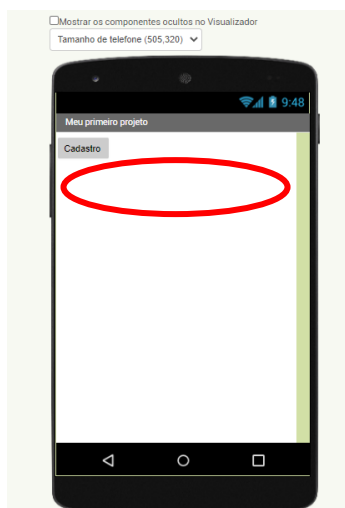 Mostrar os componentes ocultos no Visualizador
Tamanho de telefone (505,320)
9:48
Meu primeiro projeto
Cadastro